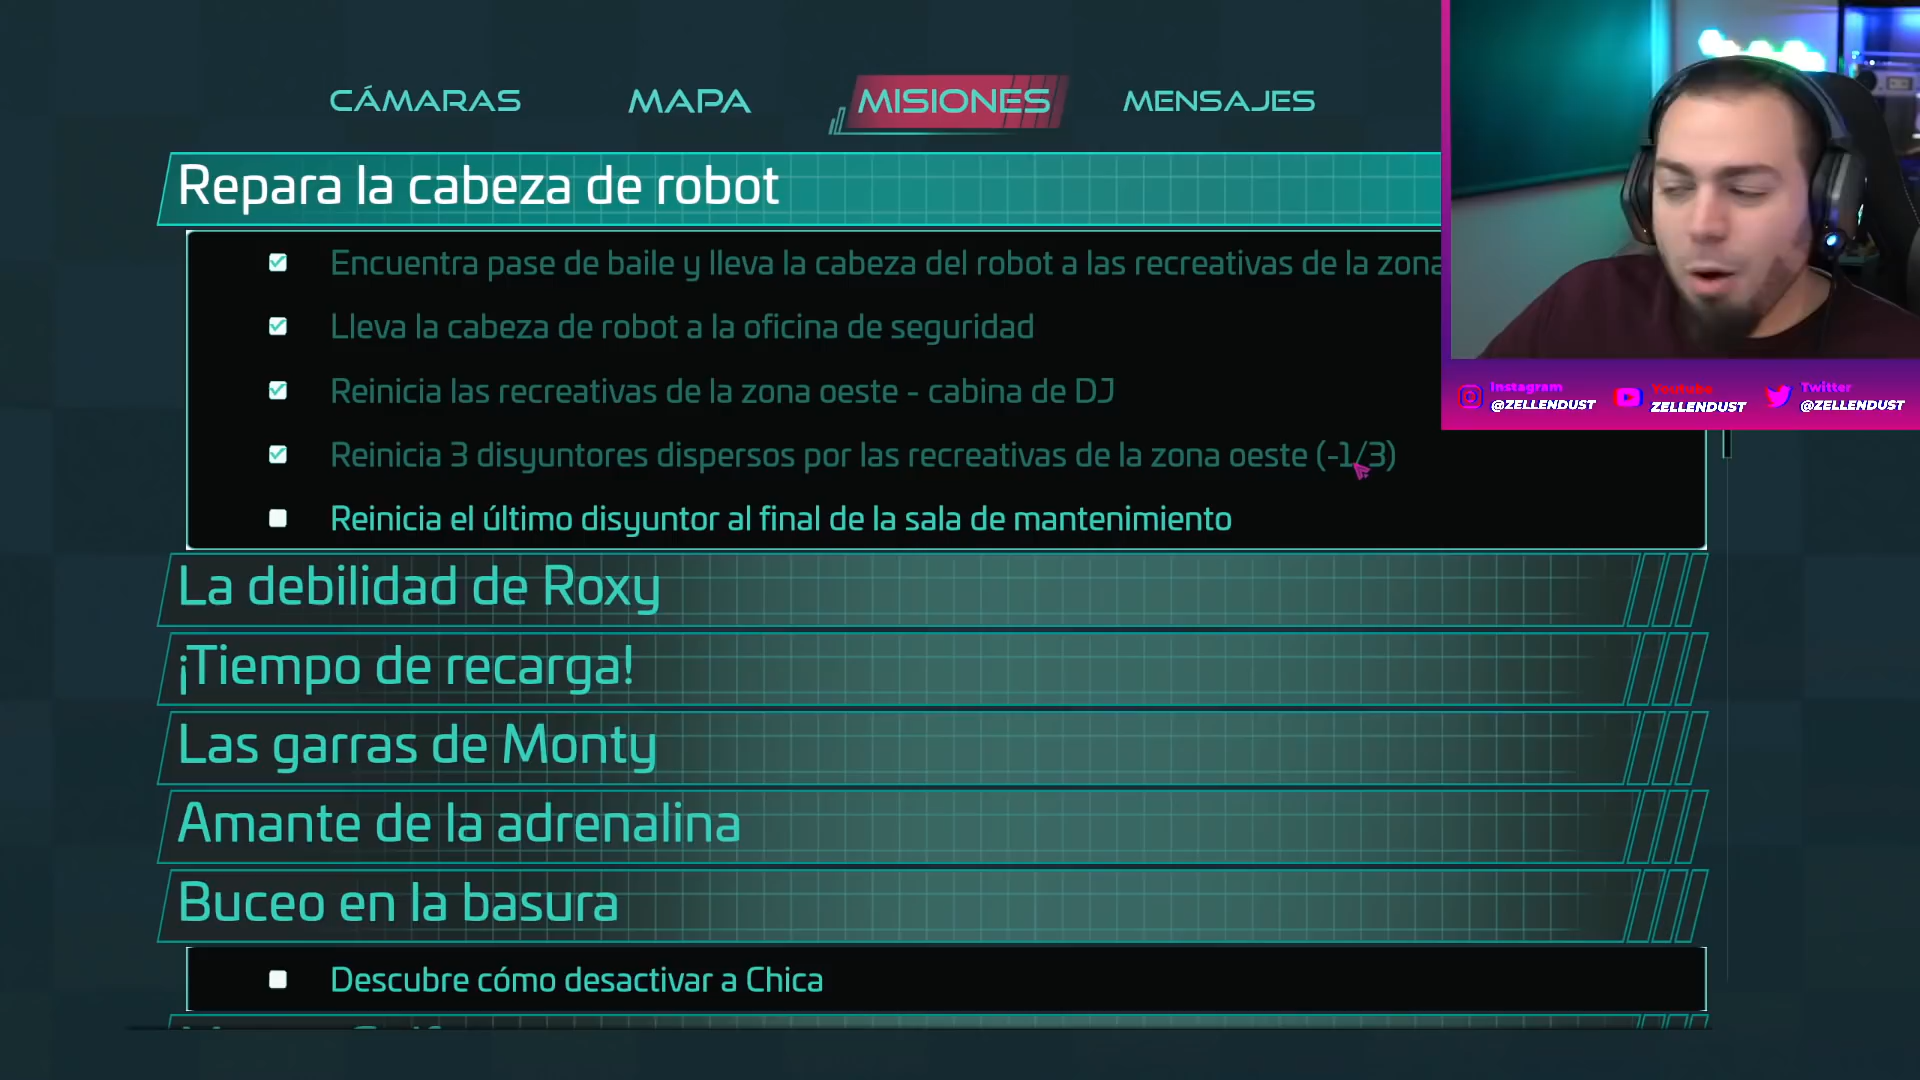 CÁMARAS
MAPA
MISIONES
MENSAJES
Repara la cabeza de robot
Encuentra pase de baile y lleva la cabeza del robot a las recreativas de la zona
Lleva la cabeza de robot a la oficina de seguridad
Reinicia las recreativas de la zona oeste - cabina de DJ
Reinicia 3 disyuntores dispersos por las recreativas de la zona oeste (-1/3)
Reinicia el último disyuntor al final de la sala de mantenimiento
La debilidad de Roxy
¡Tiempo de recarga!
Las garras de Monty
Amante de la adrenalina
Buceo en la basura
Descubre cómo desactivar a Chica
Instagram
@ZELLENDUST
Youtube
ZELLENDUST
Twitter
@ZELLENDUST